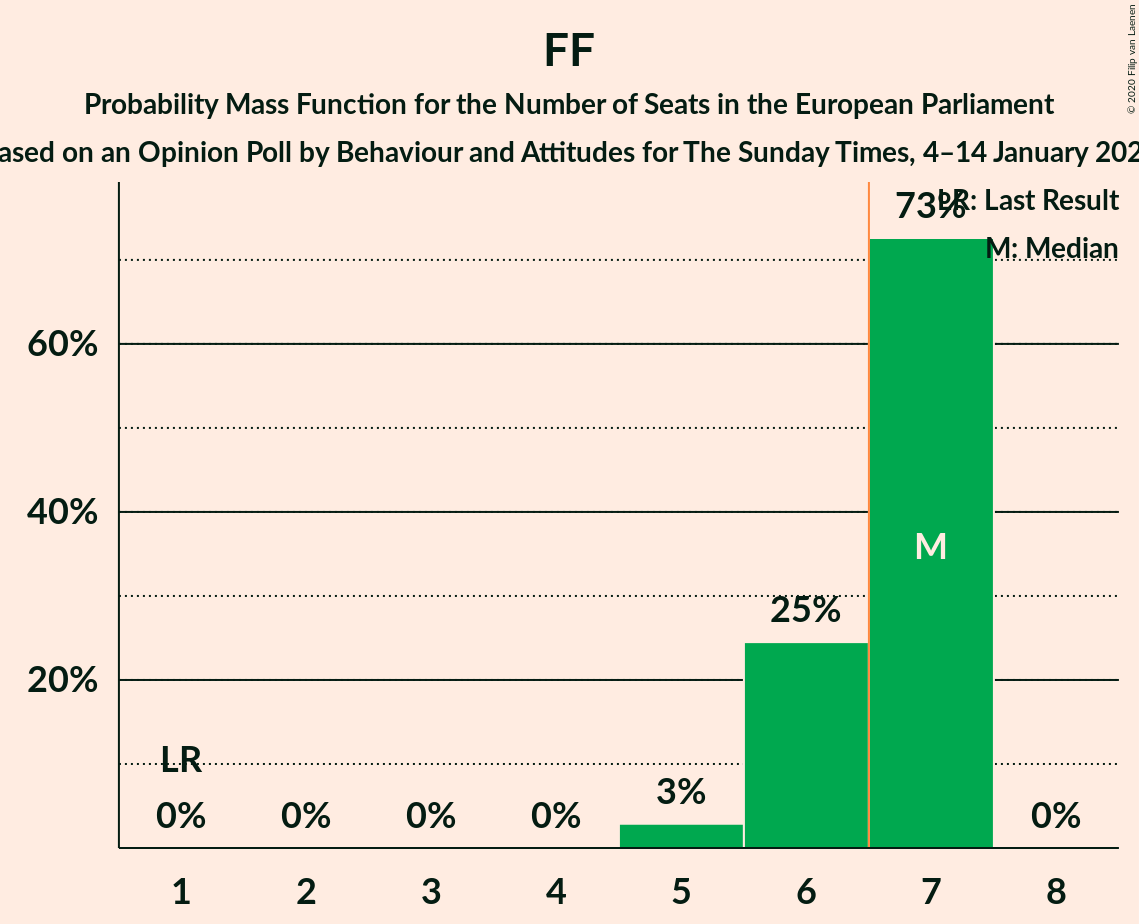 FF
Probability Mass Function for the Number of Seats in the European Parliament
ased on an Opinion Poll by Behaviour and Attitudes for The Sunday Times, 4–14 January 202
© 2020 Filip van Laenen
LR: Last Result
M: Median
73%
60%
40%
20%
M
25%
3%
LR
0% 0% 0% 0% 0%
1 2 3 4 5 6 7 8